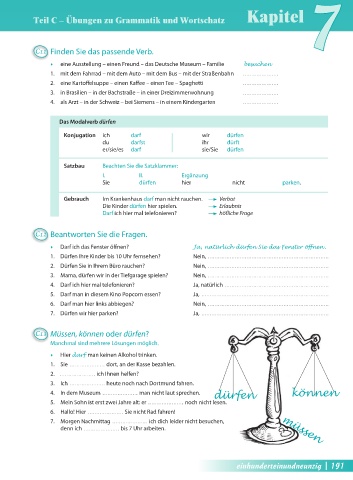 Teil C – Übungen zu Grammatik und Wortschatz Kapitel 7
Finden Sie das passende Verb.
• eine Ausstellung – einen Freund – das Deutsche Museum – Familie besuchen
1. mit dem Fahrrad – mit dem Auto – mit dem Bus – mit der Straßenbahn ....................
2. eine Kartoffelsuppe – einen Kaffee – einen Tee – Spaghetti ....................
3. in Brasilien – in der Bachstraße – in einer Dreizimmerwohnung ....................
4. als Arzt – in der Schweiz – bei Siemens – in einem Kindergarten ....................
Das Modalverb dürfen
Konjugation ich darf wir dürfen
du darfst ihr dürft
er/sie/es darf sie/Sie dürfen
Satzbau Beachten Sie die Satzklammer:
I. II. Ergänzung
Sie dürfen hier nicht parken.
Gebrauch Im Krankenhaus darf man nicht rauchen. → Verbot
Die Kinder dürfen hier spielen. → Erlaubnis
Darf ich hier mal telefonieren? → höfliche Frage
Beantworten Sie die Fragen.
• Darf ich das Fenster öffnen? Ja, natürlich dürfen Sie das Fenster öffnen.
1. Dürfen Ihre Kinder bis 10 Uhr fernsehen? Nein, ....................
2. Dürfen Sie in Ihrem Büro rauchen? Nein, ....................
3. Mama, dürfen wir in der Tiefgarage spielen? Nein, ....................
4. Darf ich hier mal telefonieren? Ja, natürlich ....................
5. Darf man in diesem Kino Popcorn essen? Ja, ....................
6. Darf man hier links abbiegen? Nein, ....................
7. Dürfen wir hier parken? Ja, ....................
Müssen, können oder dürfen?
Manchmal sind mehrere Lösungen möglich.
• Hier darf man keinen Alkohol trinken.
1. Sie .................... dort, an der Kasse bezahlen.
2. .................... ich Ihnen helfen?
3. Ich .................... heute noch nach Dortmund fahren.
4. In dem Museum .................... man nicht laut sprechen.
5. Mein Sohn ist erst zwei Jahre alt: er .................... noch nicht lesen.
6. Hallo! Hier .................... Sie nicht Rad fahren!
7. Morgen Nachmittag .................... ich dich leider nicht besuchen,
denn ich .................... bis 7 Uhr arbeiten.
dürfen
können
müssen
einhunderteinundneunzig | 191